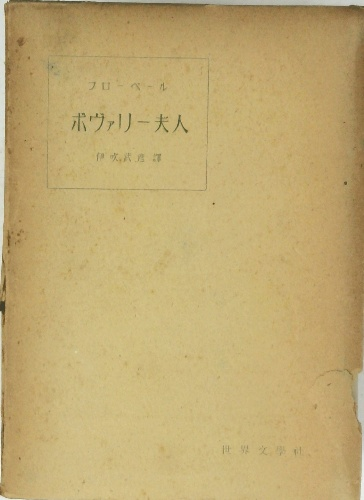 フローベール
ボヴァリー夫人
伊吹武彦譯
世界文學社